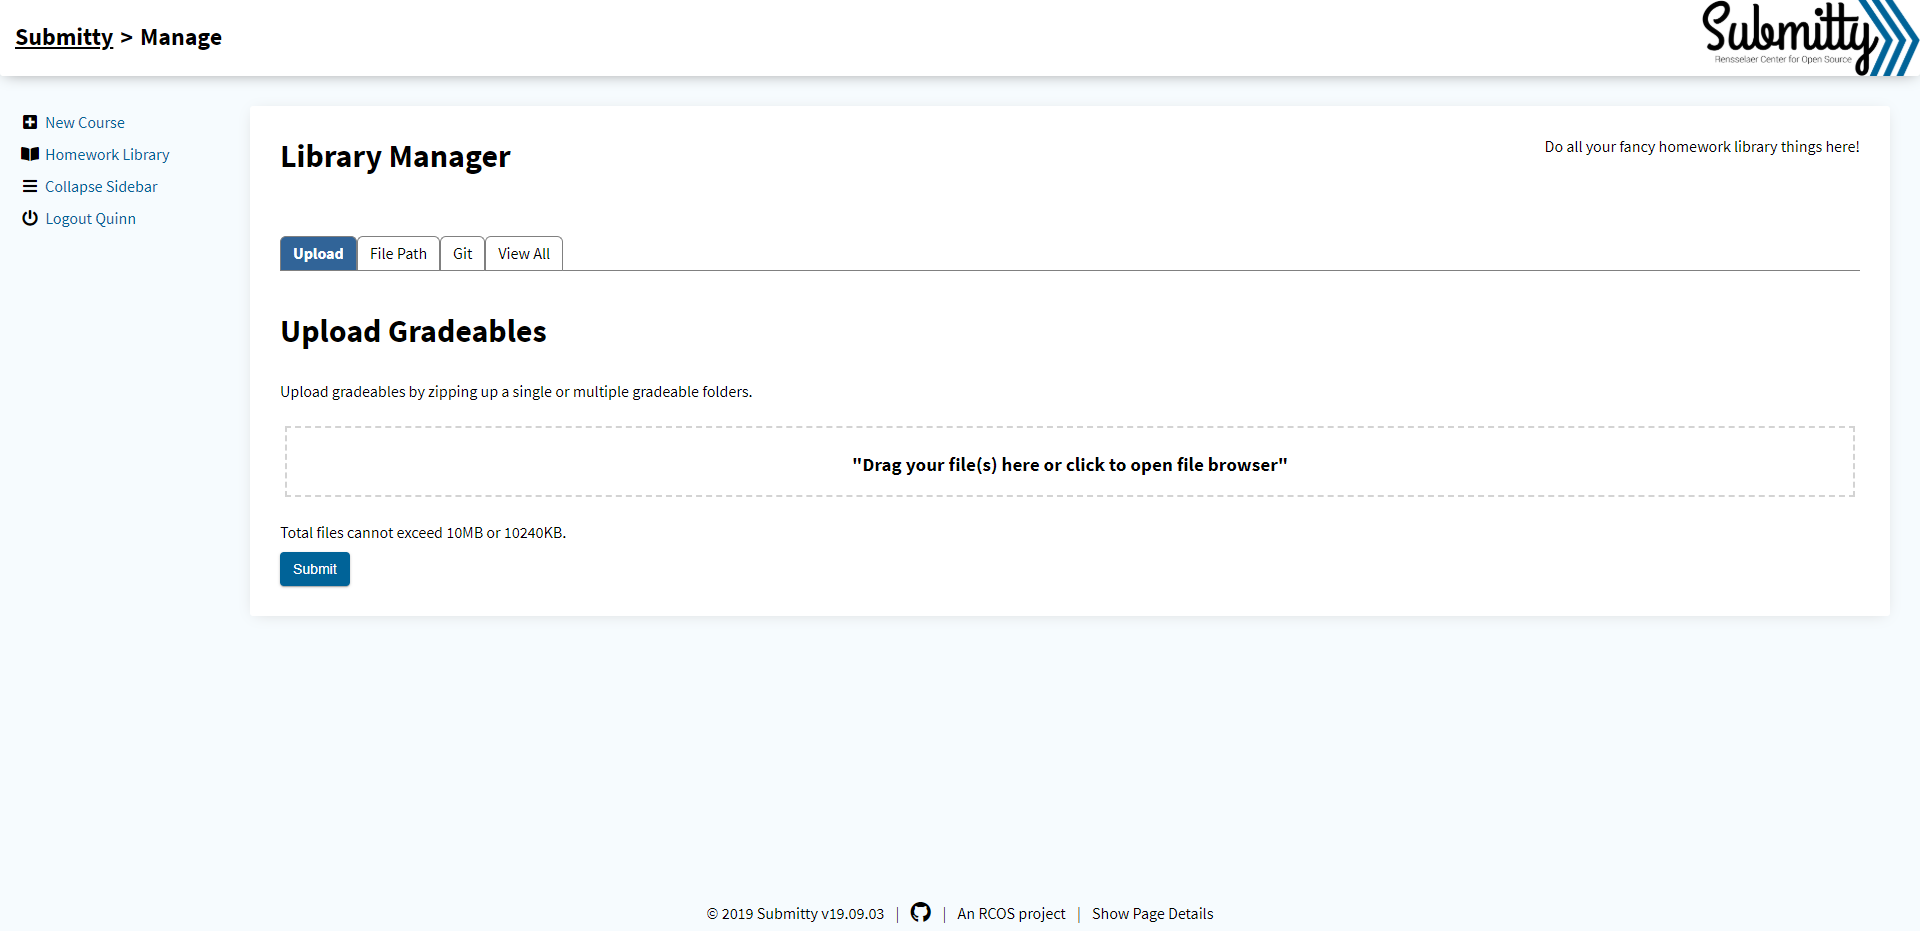 Submitty > Manage
Submitty
Rensselaer Center for Open Source
New Course
Homework Library
Collapse Sidebar
Logout Quinn
Library Manager
Do all your fancy homework library things here!
Upload
File Path
Git
View All
Upload Gradeables
Upload gradeables by zipping up a single or multiple gradeable folders.
"Drag your file(s) here or click to open file browser"
Total files cannot exceed 10MB or 10240KB.
Submit
© 2019 Submitty v19.09.03 | | An RCOS project | Show Page Details